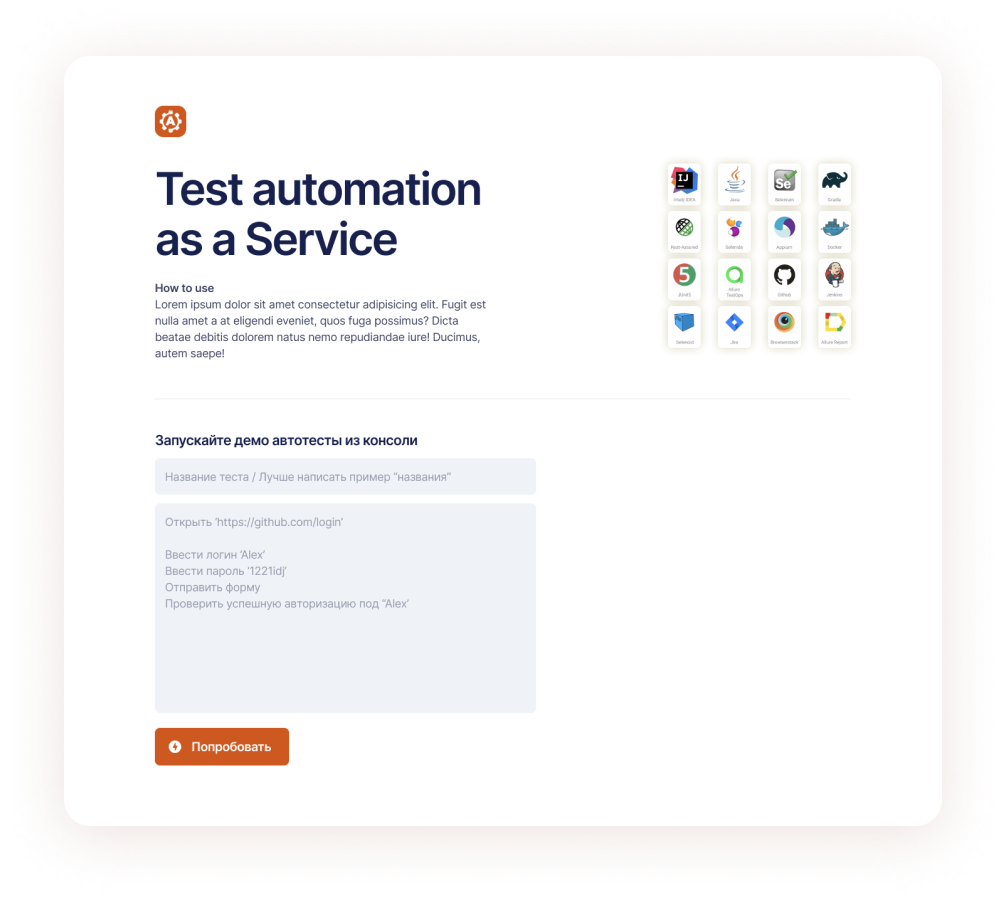 A
Test automation
as a Service
How to use
Lorem ipsum dolor sit amet consectetur adipisicing elit. Fugit est
nulla amet a at eligendi eveniet, quos fuga possimus? Dicta
beatae debitis dolorem natus nemo repudiandae iure! Ducimus,
autem saepe!
IJ
Se
IntelliJ IDEA
Java
Selenium
Gradle
Rest-Assured
Selenide
Appium
Docker
5
JUnit5
Allure
TestOps
Github
Jenkins
Selenoid
Jira
Browserstack
Allure Report
Запускайте демо автотесты из консоли
Название теста / Лучше написать пример "названия"
Открыть 'https://github.com/login'
Ввести логин 'Alex'
Ввести пароль '1221idj'
Отправить форму
Проверить успешную авторизацию под "Alex'
Попробовать